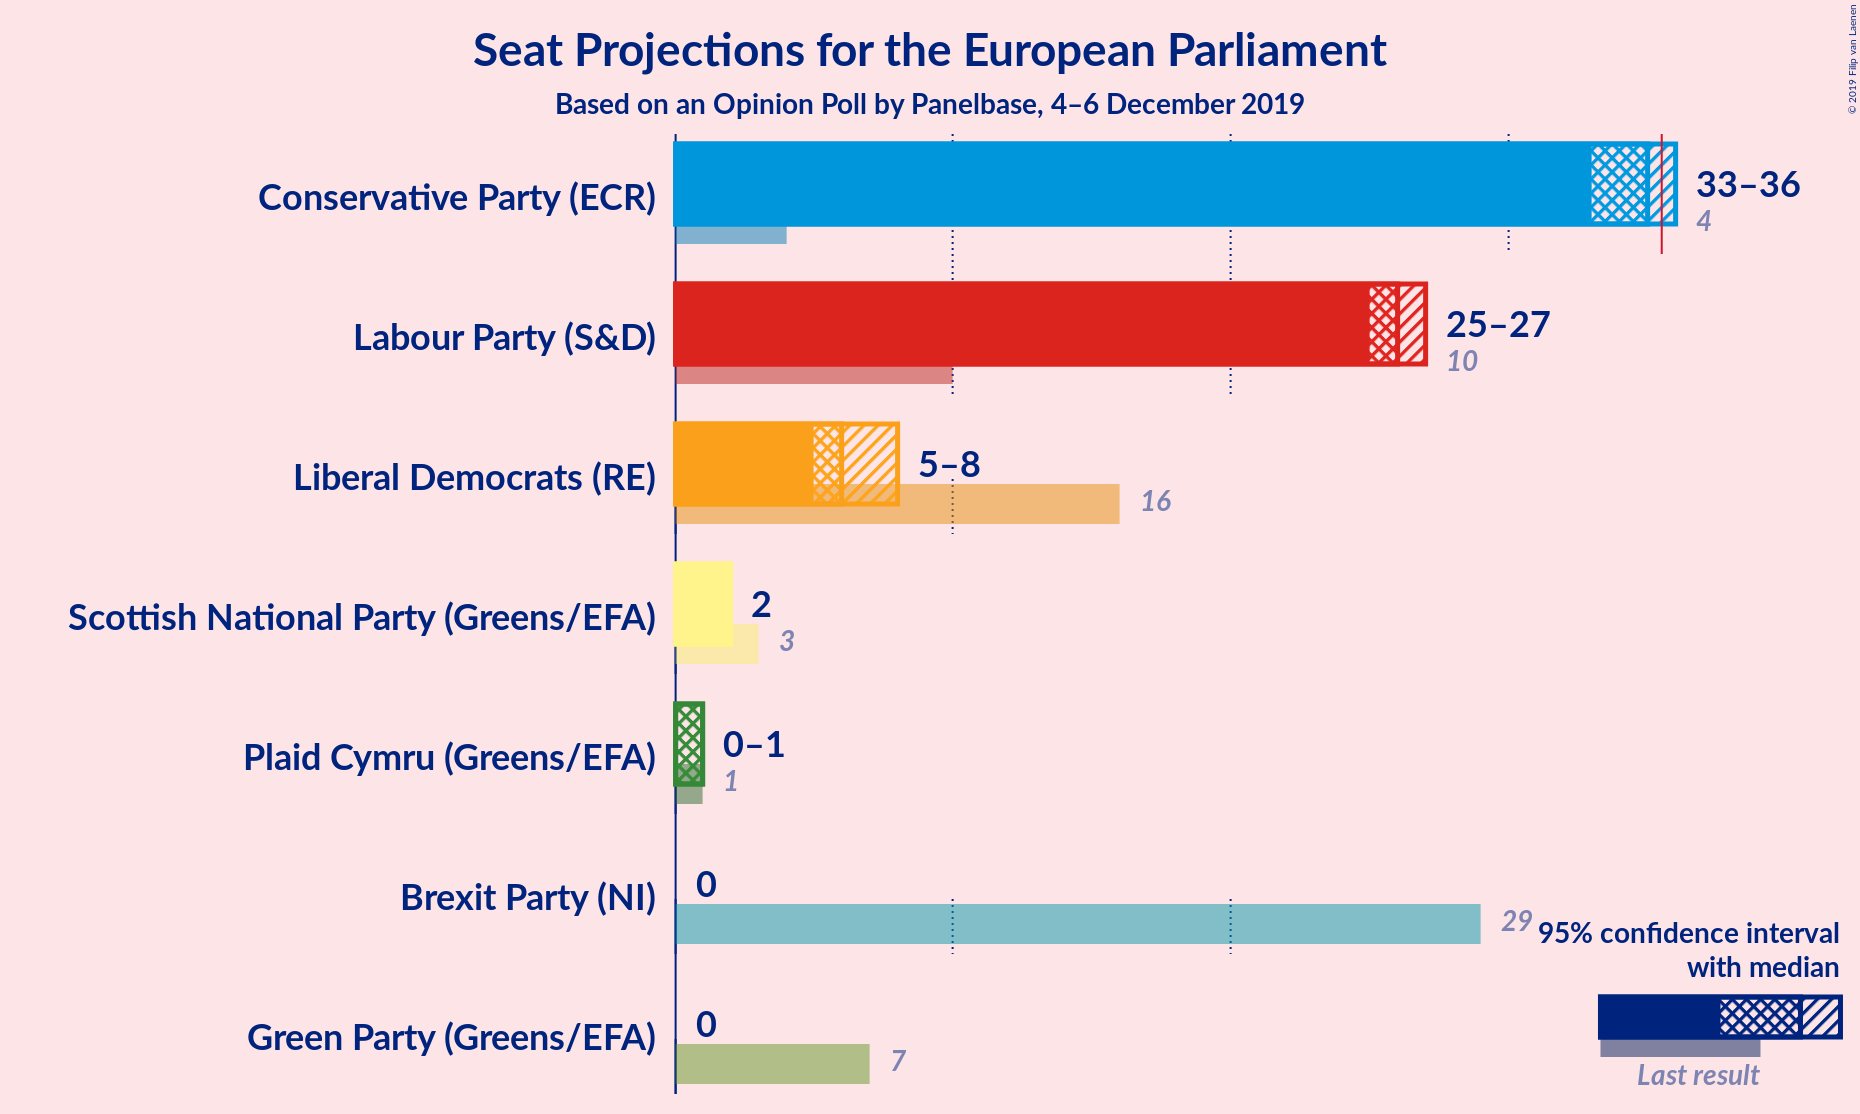 Seat Projections for the European Parliament
Based on an Opinion Poll by Panelbase, 4–6 December 2019
© 2019 Filip van Laenen
Conservative Party (ECR)
33–36
4
Labour Party (S&D)
25–27
10
Liberal Democrats (RE)
5–8
16
Scottish National Party (Greens/EFA)
2
3
Plaid Cymru (Greens/EFA)
0–1
1
Brexit Party (NI)
0
29
Green Party (Greens/EFA)
0
7
95% confidence interval
with median
Last result